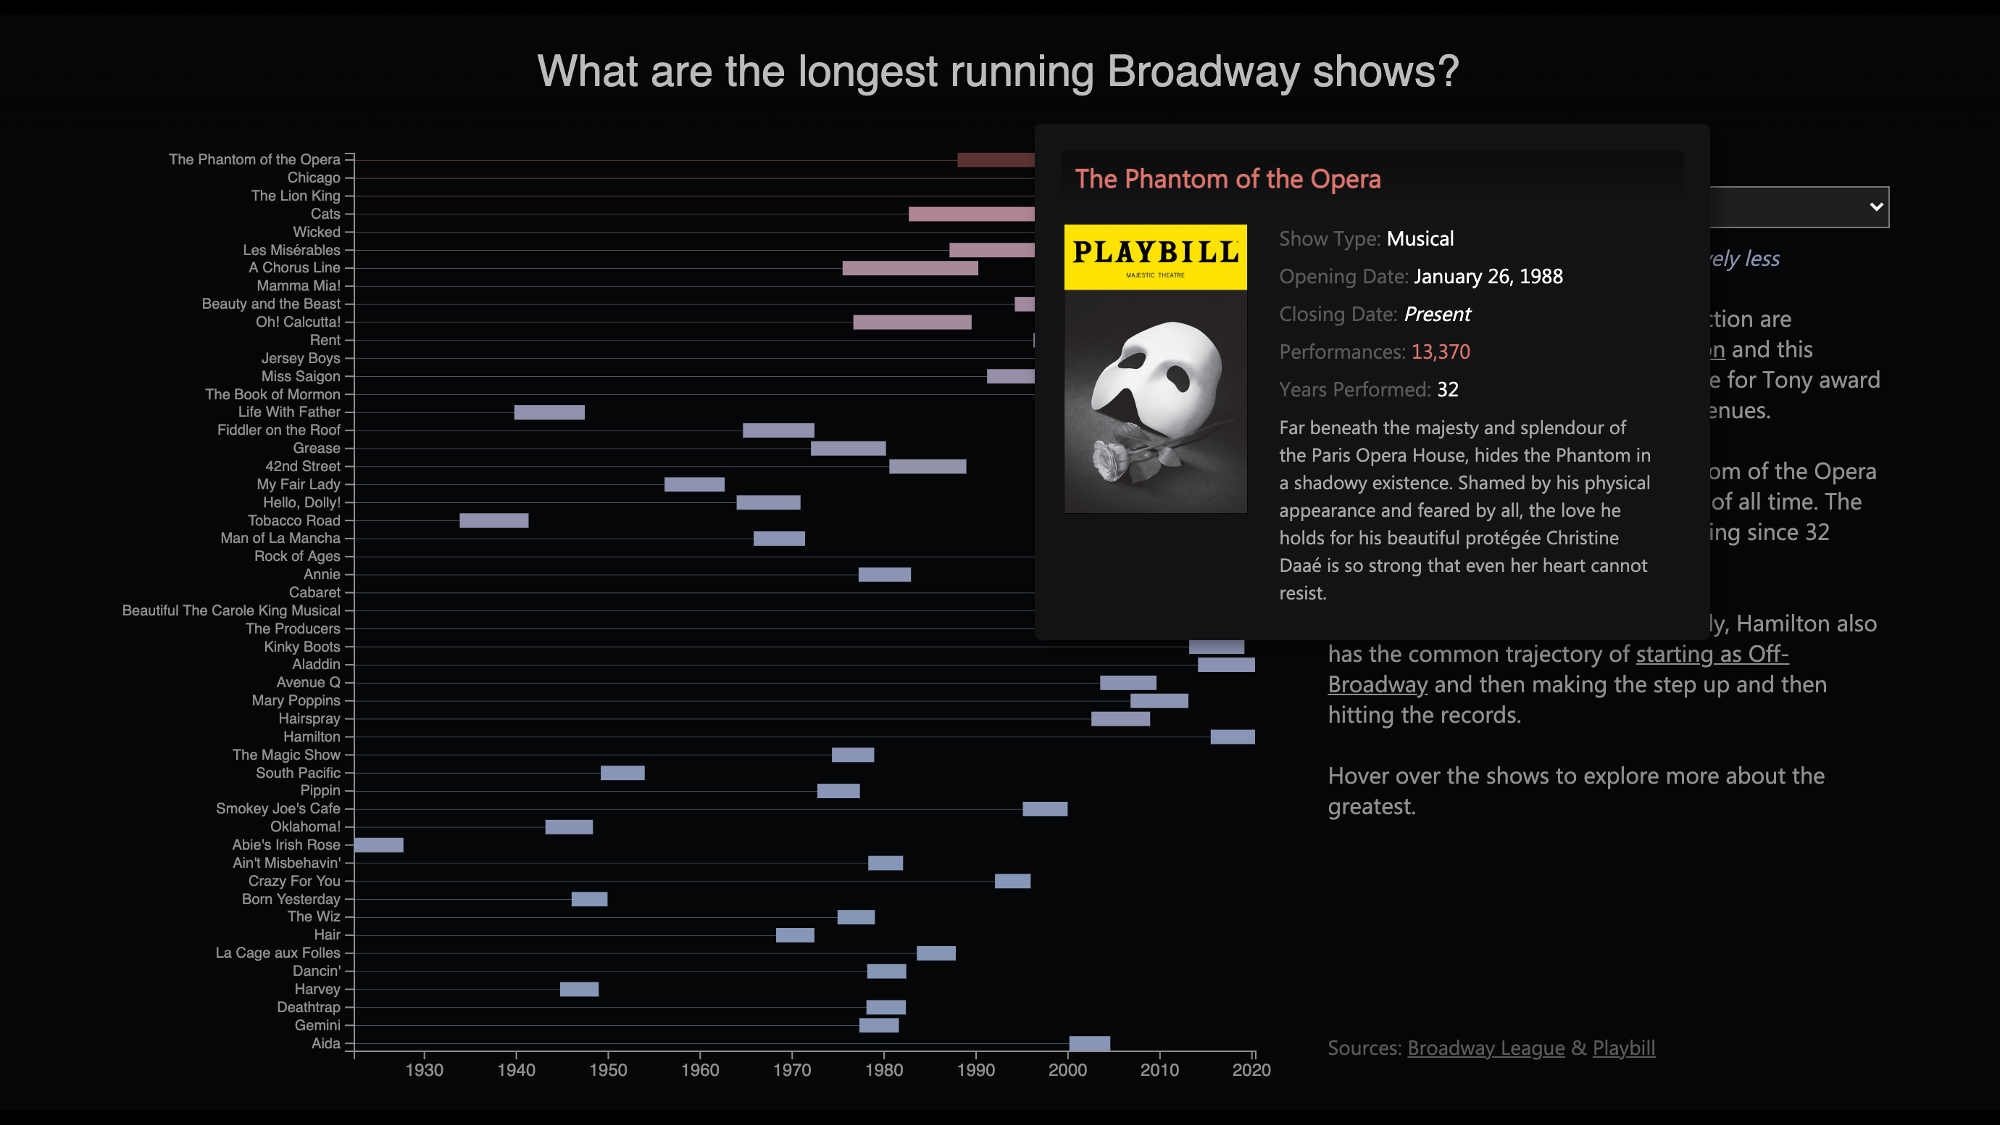 What are the longest running Broadway shows?
The Phantom of the Opera
Chicago
The Lion King
Cats
Wicked
Les Misérables
A Chorus Line
Mamma Mia!
Beauty and the Beast
Oh! Calcutta!
Rent
Jersey Boys
Miss Saigon
The Book of Mormon
Life With Father
Fiddler on the Roof
Grease
42nd Street
My Fair Lady
Hello, Dolly!
Tobacco Road
Man of La Mancha
Rock of Ages
Annie
Cabaret
Beautiful The Carole King Musical
The Producers
Kinky Boots
Aladdin
Avenue Q
Mary Poppins
Hairspray
Hamilton
The Magic Show
South Pacific
Pippin
Smokey Joe's Cafe
Oklahoma!
Abie's Irish Rose
Ain't Misbehavin'
Crazy For You
Born Yesterday
The Wiz
Hair
La Cage aux Folles
Dancin'
Harvey
Deathtrap
Gemini
Aida
1930 1940 1950 1960 1970 1980 1990 2000 2010 2020
The Phantom of the Opera
PLAYBILL
MAJESTIC THEATRE
Show Type: Musical
Opening Date: January 26, 1988
Closing Date: Present
Performances: 13,370
Years Performed: 32
Far beneath the majesty and splendour of
the Paris Opera House, hides the Phantom in
a shadowy existence. Shamed by his physical
appearance and feared by all, the love he
holds for his beautiful protégée Christine
Daaé is so strong that even her heart cannot
resist.
less
are
and this
for Tony award
of the Opera
of all time. The
since 32
Hamilton also
has the common trajectory of starting as Off-
Broadway and then making the step up and then
hitting the records.
Hover over the shows to explore more about the
greatest.
Sources: Broadway League & Playbill